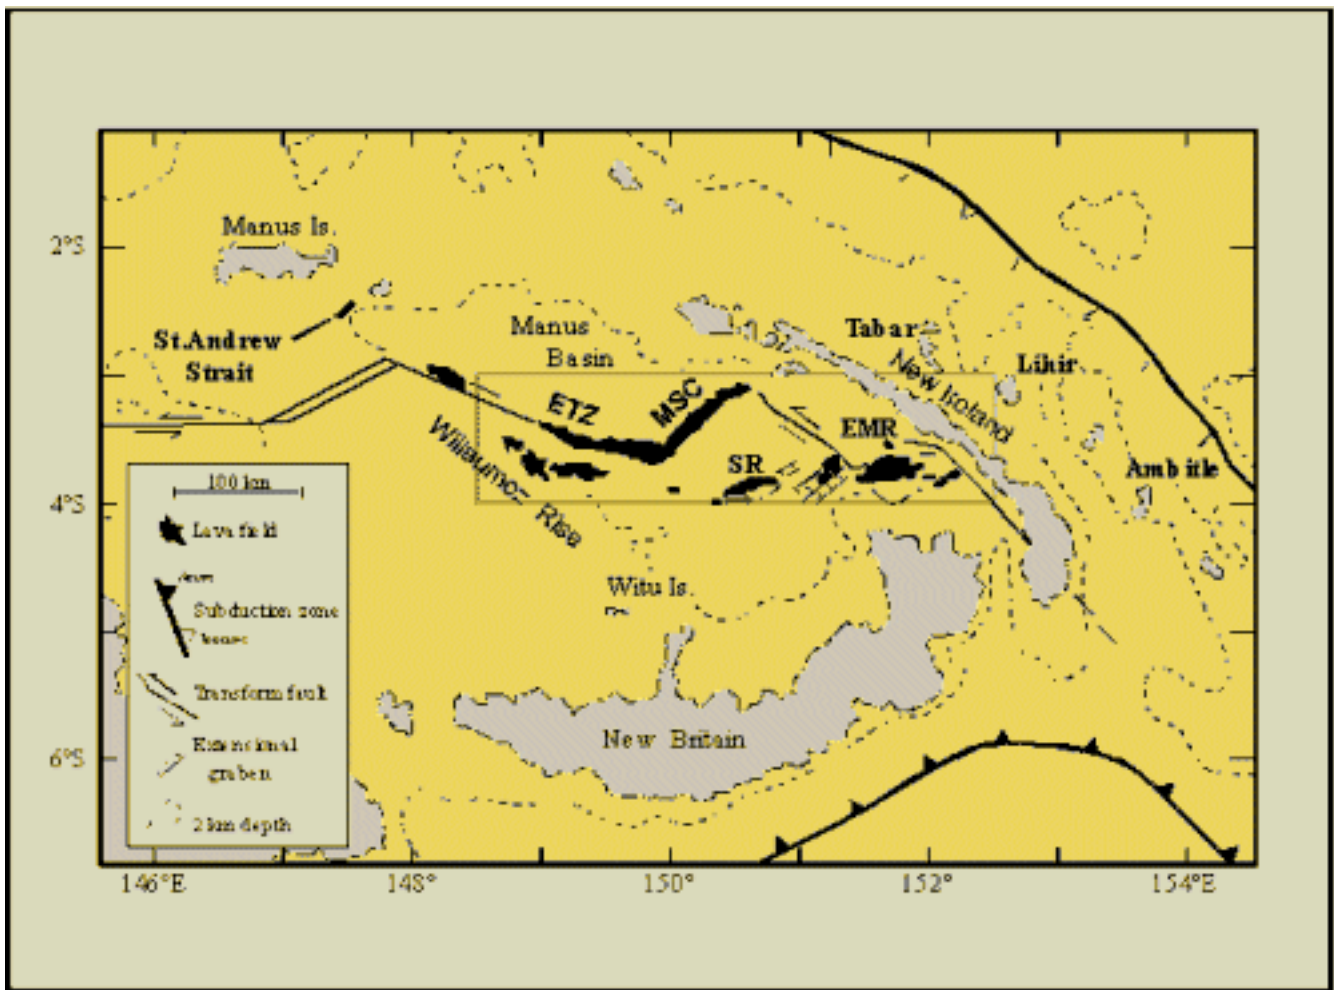 Manus Is.
2°S
St.Andrew
Strait
Manus
Basin
Tabar
Lihir
New Ireland
ETZ
MSC
EMR
SR
Ambitle
Willaumez Rise
4°S
100 km
Lava field
Witu Is.
Subduction zone
Transform fault
New Britain
Extensional
graben
6°S
2 km depth
146°E
148°
150°
152°
154°E